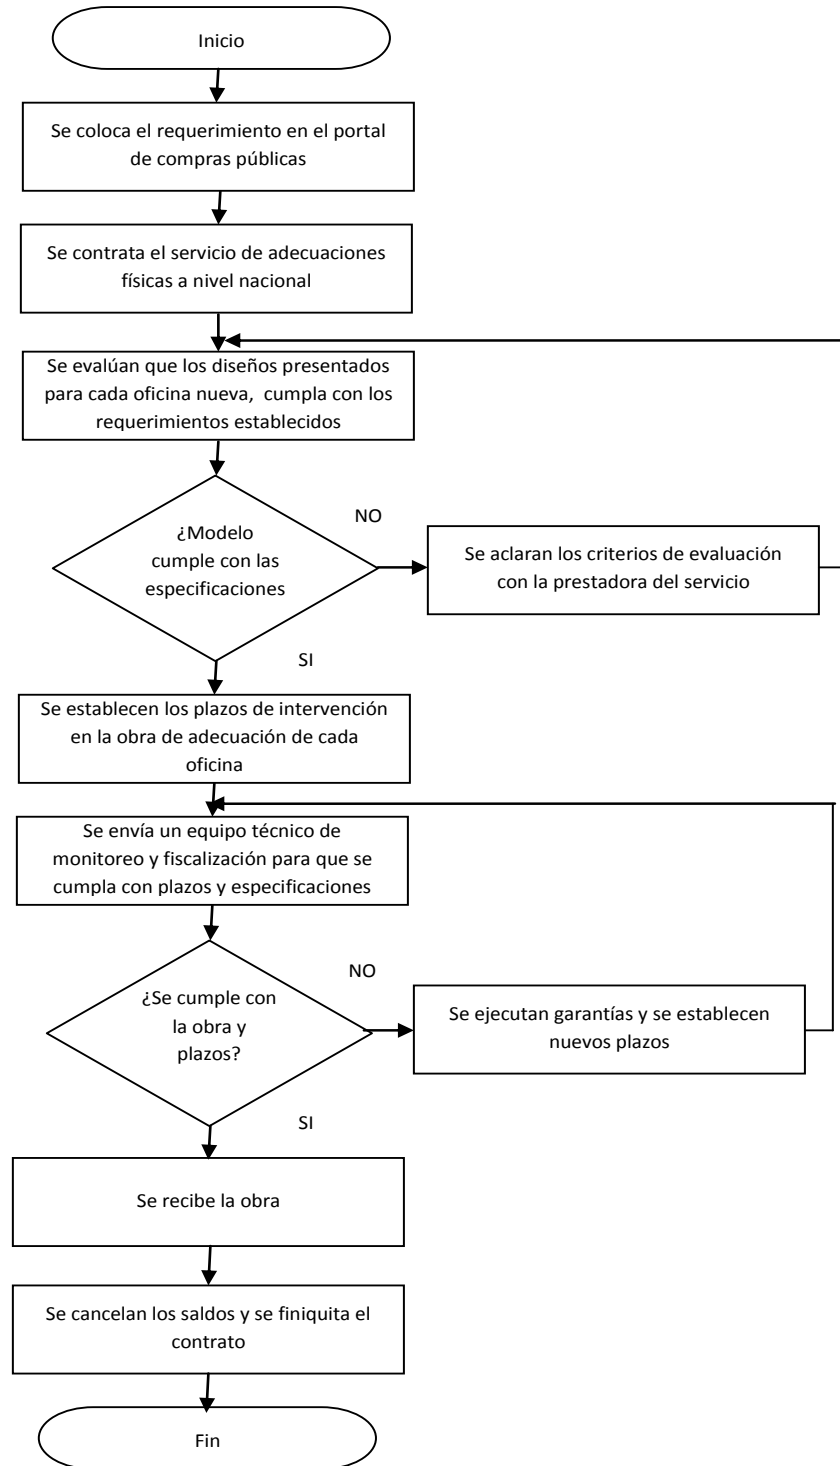 Inicio
Se coloca el requerimiento en el portal
de compras públicas
Se contrata el servicio de adecuaciones
físicas a nivel nacional
Se evalúan que los diseños presentados
para cada oficina nueva, cumpla con los
requerimientos establecidos
¿Modelo
cumple con las
especificaciones
NO
Se aclaran los criterios de evaluación
con la prestadora del servicio
SI
Se establecen los plazos de intervención
en la obra de adecuación de cada
oficina
Se envía un equipo técnico de
monitoreo y fiscalización para que se
cumpla con plazos y especificaciones
¿Se cumple con
la obra y
plazos?
NO
Se ejecutan garantías y se establecen
nuevos plazos
SI
Se recibe la obra
Se cancelan los saldos y se finiquita el
contrato
Fin